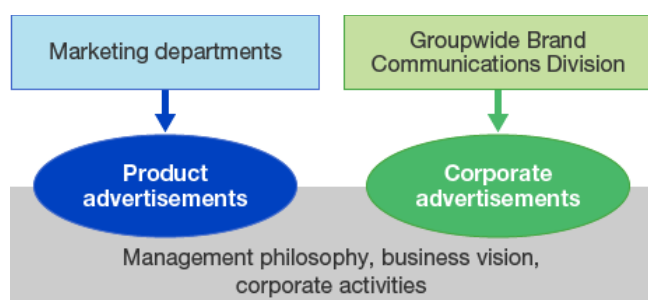 Marketing departments
Groupwide Brand
Communications Division
Product
advertisements
Corporate
advertisements
Management philosophy, business vision,
corporate activities